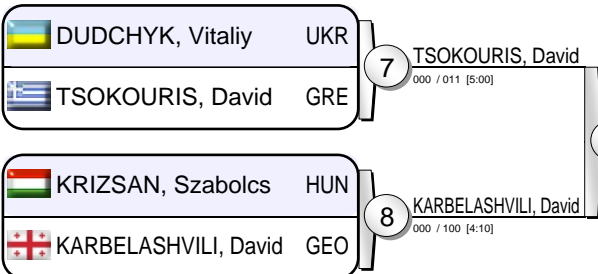 DUDCHYK, Vitaliy UKR
TSOKOURIS, David GRE
7
TSOKOURIS, David
000 / 011 [5:00]
KRIZSAN, Szabolcs HUN
KARBELASHVILI, David GEO
8
KARBELASHVILI, David
000 / 100 [4:10]